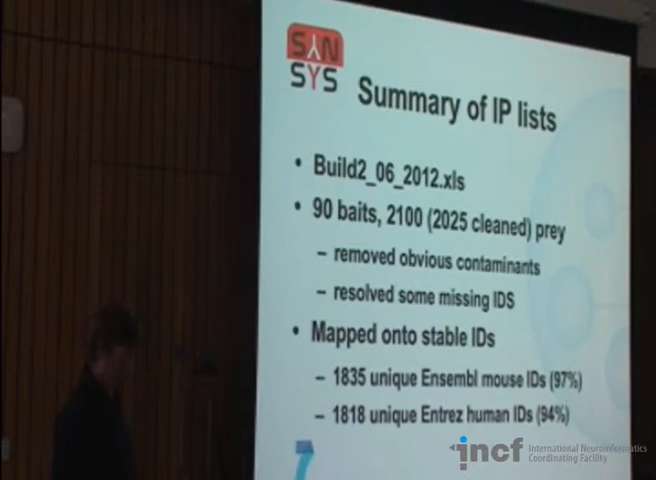 SYN
SYS
Summary of IP lists
• Build2_06_2012.xls
• 90 baits, 2100 (2025 cleaned) prey
– removed obvious contaminants
– resolved some missing IDS
• Mapped onto stable IDs
– 1835 unique Ensembl mouse IDs (97%)
– 1818 unique Entrez human IDs (94%)
7
incf International Neuroinformatics
Coordinating Facility